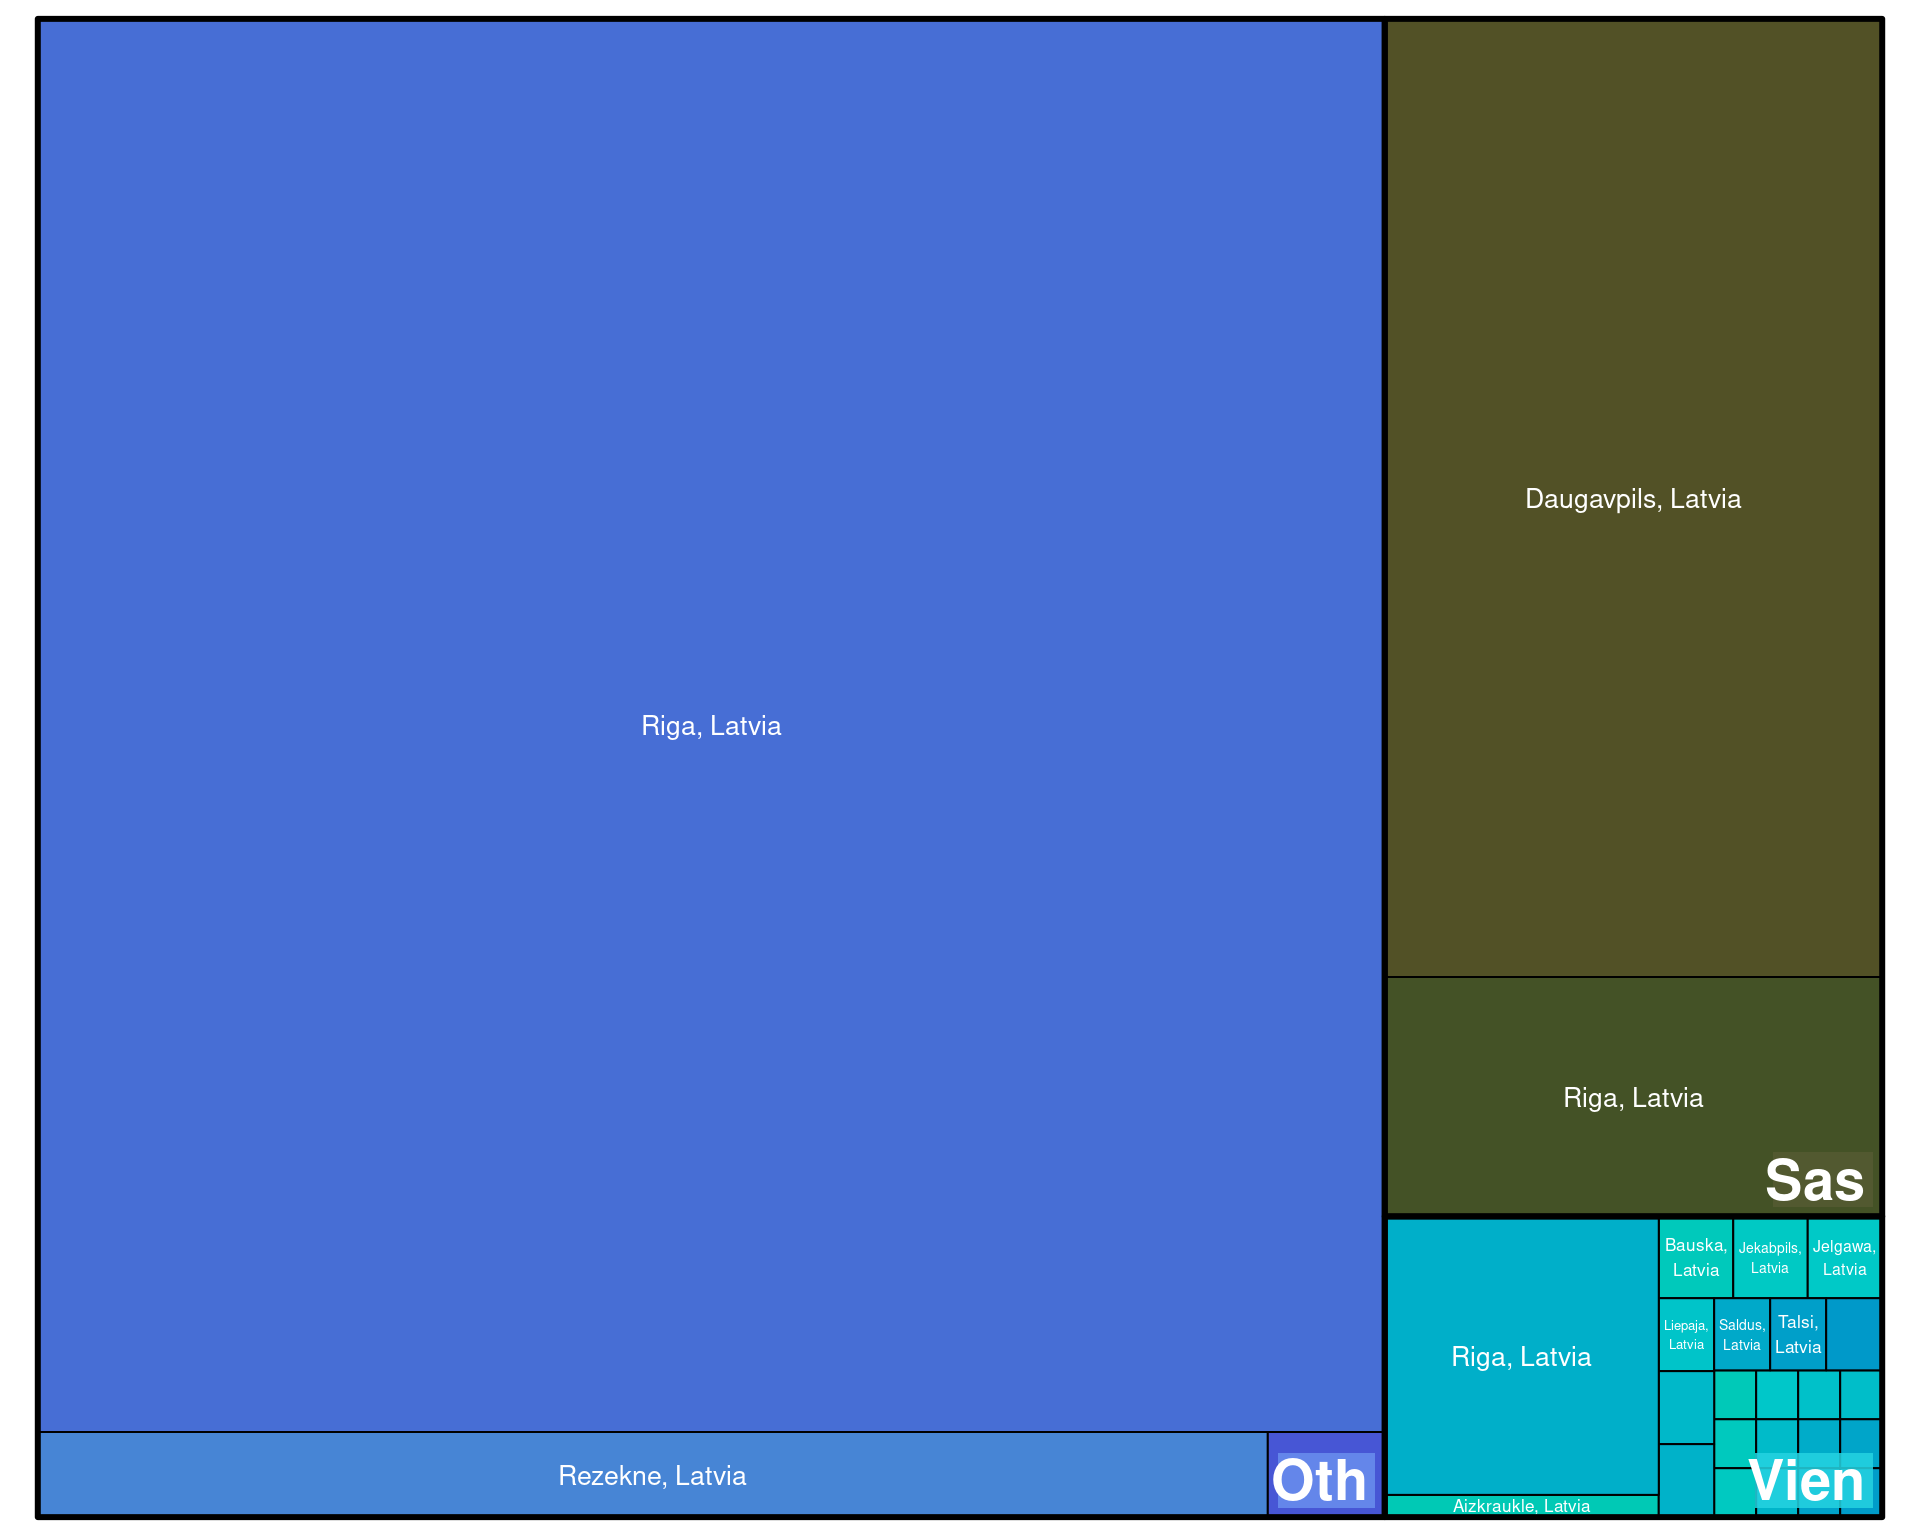 Riga, Latvia
Rezekne, Latvia
Oth
Daugavpils, Latvia
Riga, Latvia
Sas
Riga, Latvia
Aizkraukle, Latvia
Bauska,
Latvia
Jekabpils,
Latvia
Jelgawa,
Latvia
Liepaja,
Latvia
Saldus,
Latvia
Talsi,
Latvia
Vien